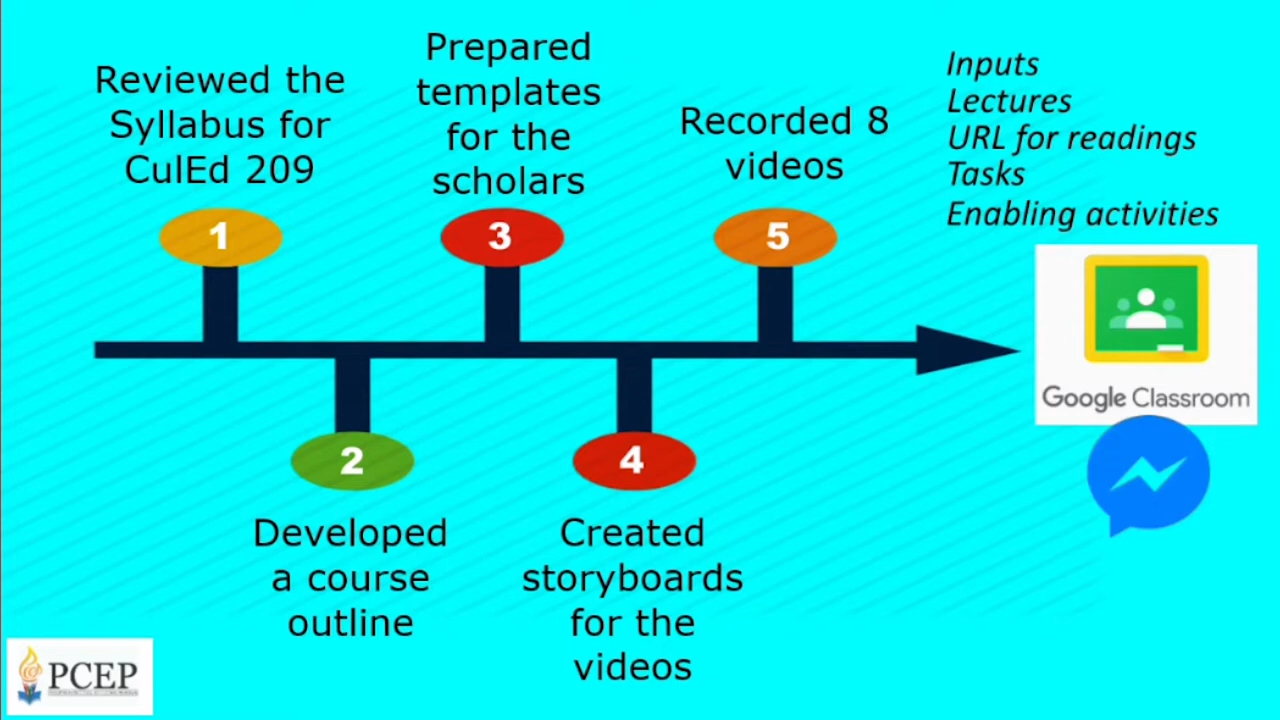 Reviewed the
Syllabus for
CulEd 209
1
Developed
a course
outline
2
Prepared
templates
for the
scholars
3
Created
storyboards
for the
videos
4
Recorded 8
videos
5
Inputs
Lectures
URL for readings
Tasks
Enabling activities
Google Classroom
PCEP